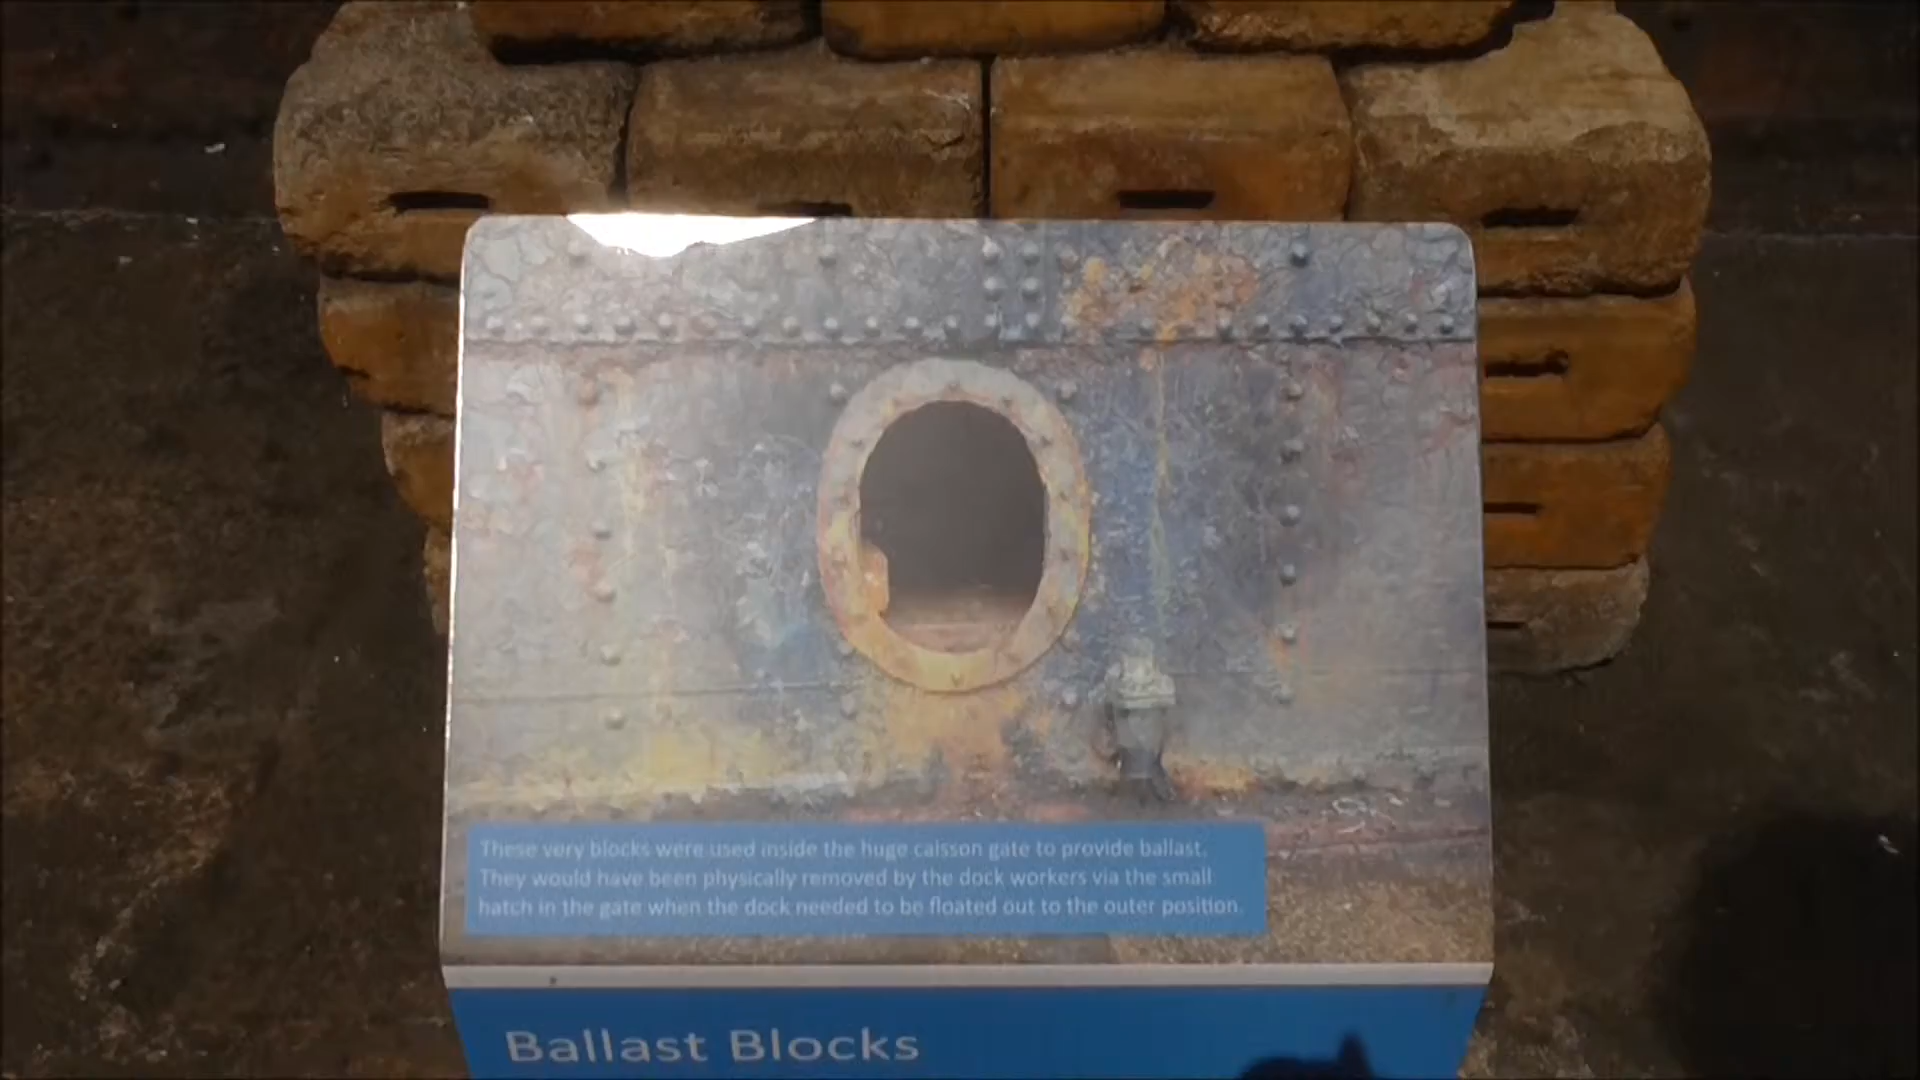 These very blocks were used inside the huge caisson gate to provide ballast.
They would have been physically removed by the dock workers via the small
hatch in the gate when the dock needed to be floated out to the outer position.
Ballast Blocks